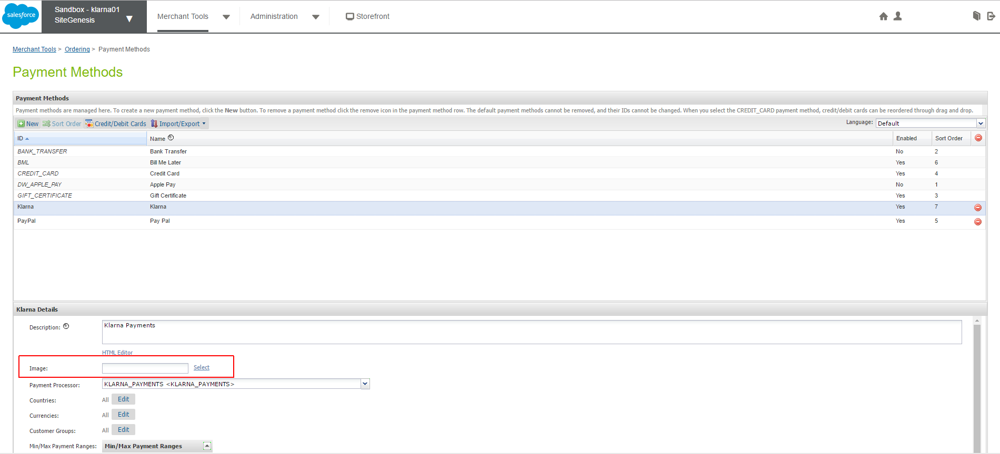 salesforce
Sandbox - klarna01
SiteGenesis
Merchant Tools
Administration
Storefront
Merchant Tools > Ordering > Payment Methods
Payment Methods
Payment Methods
Payment methods are managed here. To create a new payment method, click the New button. To remove a payment method click the remove icon in the payment method row. The default payment methods cannot be removed, and their IDs cannot be changed. When you select the CREDIT_CARD payment method, credit/debit cards can be reordered through drag and drop.
New Sort Order Credit/Debit Cards Import/Export Language: Default
ID Name Enabled Sort Order
BANK_TRANSFER Bank Transfer No 2
BML Bill Me Later Yes 6
CREDIT_CARD Credit Card Yes 4
DW_APPLE_PAY Apple Pay No 1
GIFT_CERTIFICATE Gift Certificate Yes 3
Klarna Klarna Yes 7
PayPal Pay Pal Yes 5
Klarna Details
Description: Klarna Payments
HTML Editor
Image: Select
Payment Processor: KLARNA_PAYMENTS <KLARNA_PAYMENTS>
Countries: All Edit
Currencies: All Edit
Customer Groups: All Edit
Min/Max Payment Ranges: Min/Max Payment Ranges